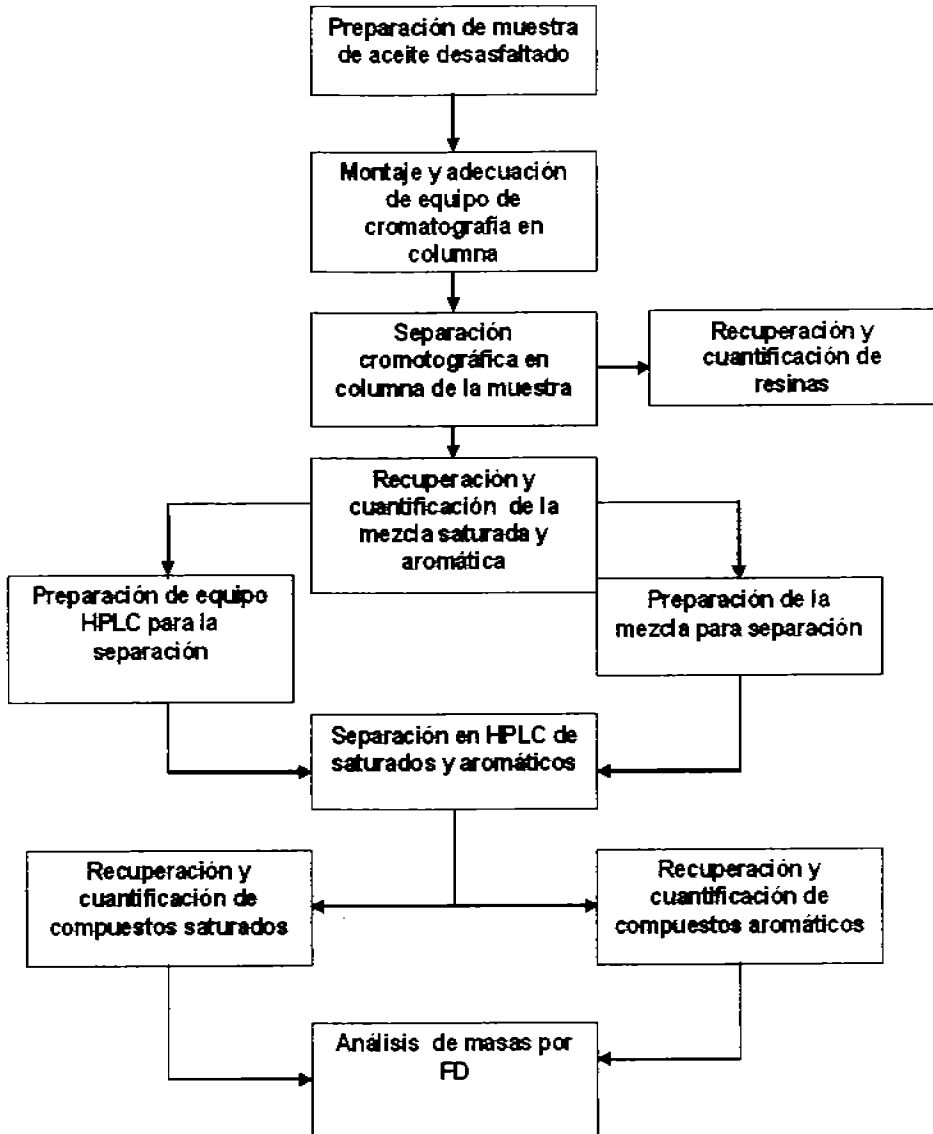 Preparación de muestra
de aceite desasfaltado
Montaje y adecuación
de equipo de
cromatografía en
columna
Separación
cromotográfica en
columna de la muestra
Recuperación y
cuantificación de
resinas
Recuperación y
cuantificación de la
mezcla saturada y
aromática
Preparación de equipo
HPLC para la
separación
Preparación de la
mezcla para separación
Separación en HPLC de
saturados y aromáticos
Recuperación y
cuantificación de
compuestos saturados
Recuperación y
cuantificación de
compuestos aromáticos
Análisis de masas por
FD